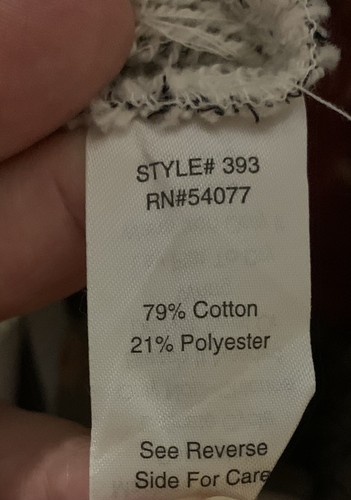 STYLE# 393
RN#54077
79% Cotton
21% Polyester
See Reverse
Side For Care